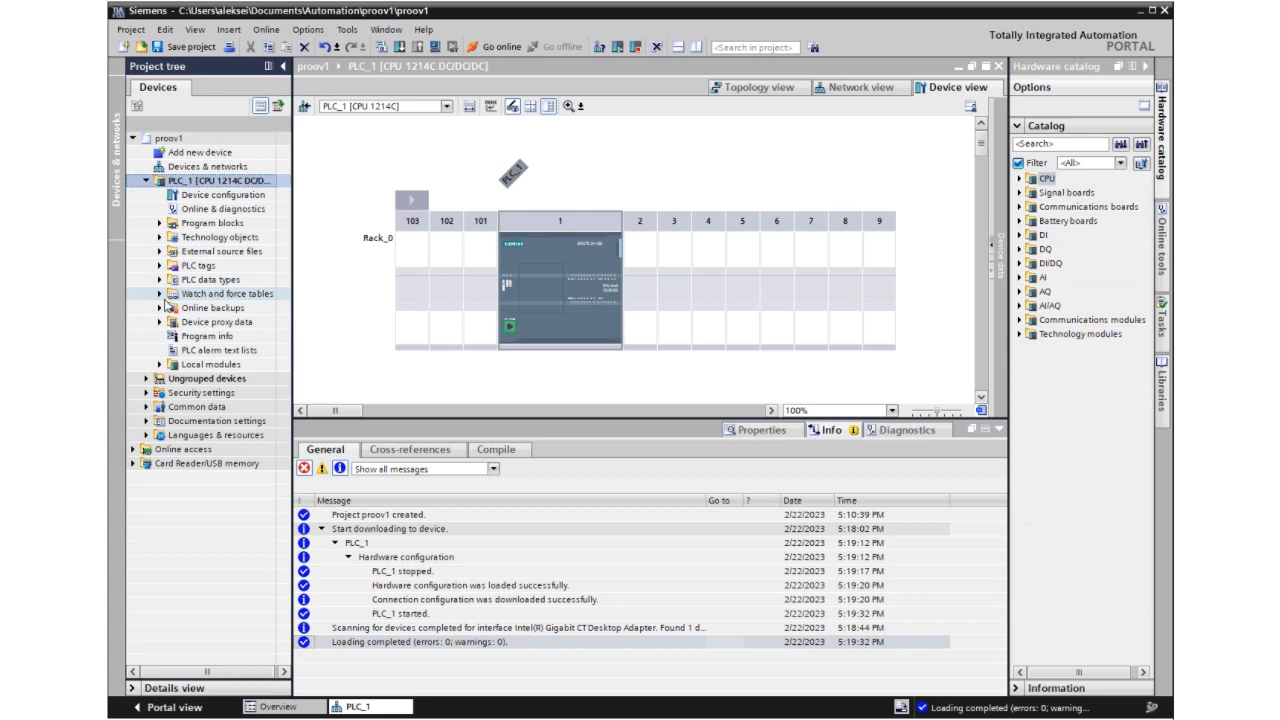 Siemens - C:\Users\aleksei\Documents\Automation\proov1\proov1
Project Edit View Insert Online Options Tools Window Help
Totally Integrated Automation
PORTAL
Save project
Go online
Go offline
<Search in project>
Project tree
proov1 PLC_1 [CPU 1214C DC/DC/DC]
Hardware catalog
Devices
Topology view
Network view
Device view
Options
PLC_1 [CPU 1214C]
Devices & networks
proov1
Add new device
Devices & networks
PLC_1 [CPU 1214C DC/D...
Device configuration
Online & diagnostics
Program blocks
Technology objects
External source files
PLC tags
PLC data types
Watch and force tables
Online backups
Device proxy data
Program info
PLC alarm text lists
Local modules
Ungrouped devices
Security settings
Common data
Documentation settings
Languages & resources
Online access
Card Reader/USB memory
PLC_1
103 102 101 1 2 3 4 5 6 7 8 9
Rack_0
SIEMENS
Device data
100%
Catalog
<Search>
Filter <All>
CPU
Signal boards
Communications boards
Battery boards
DI
DQ
DI/DQ
AI
AQ
AI/AQ
Communications modules
Technology modules
Hardware catalog
Online tools
Tasks
Libraries
Properties
Info
Diagnostics
General
Cross-references
Compile
Show all messages
! Message Go to ? Date Time
Project proov1 created. 2/22/2023 5:10:39 PM
Start downloading to device. 2/22/2023 5:18:02 PM
PLC_1 2/22/2023 5:19:12 PM
Hardware configuration 2/22/2023 5:19:12 PM
PLC_1 stopped. 2/22/2023 5:19:17 PM
Hardware configuration was loaded successfully. 2/22/2023 5:19:20 PM
Connection configuration was downloaded successfully. 2/22/2023 5:19:20 PM
PLC_1 started. 2/22/2023 5:19:32 PM
Scanning for devices completed for interface Intel(R) Gigabit CT Desktop Adapter. Found 1 d... 2/22/2023 5:18:44 PM
Loading completed (errors: 0; warnings: 0). 2/22/2023 5:19:32 PM
Details view
Information
Portal view
Overview
PLC_1
Loading completed (errors: 0; warning...